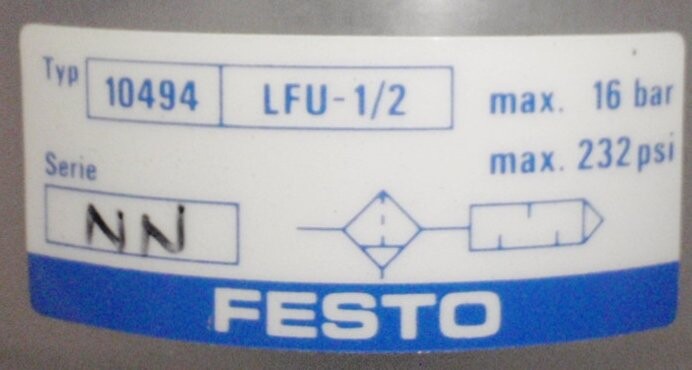 Typ 10494 LFU-1/2
max. 16 bar
max. 232 psi
Serie
NN
FESTO